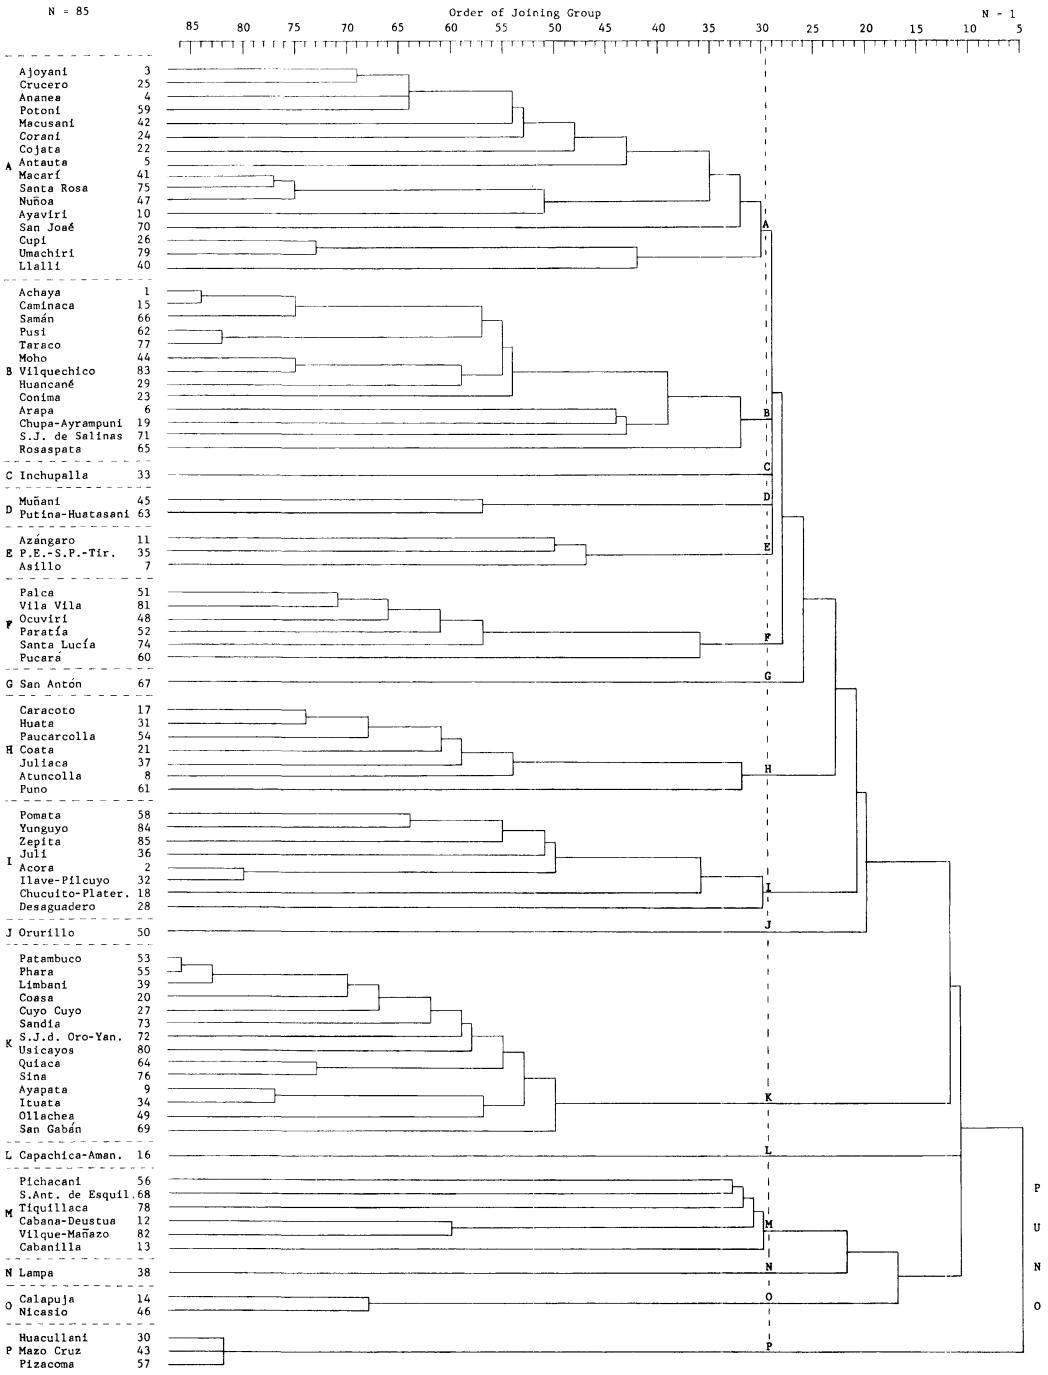 N = 85
Order of Joining Group
N - 1
85 80 75 70 65 60 55 50 45 40 35 30 25 20 15 10 5
Ajoyani 3
Crucero 25
Ananea 4
Potoni 59
Macusani 42
Corani 24
Cojata 22
A Antauta 5
Macarí 41
Santa Rosa 75
Nuñoa 47
Ayaviri 10
San José 70
A
Cupi 26
Umachiri 79
Llalli 40
Achaya 1
Caminaca 15
Samán 66
Pusi 62
Taraco 77
Moho 44
B Vilquechico 83
Huancané 29
Conima 23
Arapa 6
B
Chupa-Ayrampuni 19
S.J. de Salinas 71
Rosaspata 65
C Inchupalla 33 C
D Muñani 45 D
Putina-Huatasani 63
Azángaro 11
E P.E.-S.P.-Tir. 35 E
Asillo 7
Palca 51
Vila Vila 81
F Ocuviri 48
Paratía 52
Santa Lucía 74 F
Pucará 60
G San Antón 67 G
Caracoto 17
Huata 31
Paucarcolla 54
H Coata 21
Juliaca 37 H
Atuncolla 8
Puno 61
Pomata 58
Yunguyo 84
Zepita 85
I Juli 36
Acora 2
Ilave-Pilcuyo 32
Chucuito-Plater. 18 I
Desaguadero 28
J Orurillo 50 J
Patambuco 53
Phara 55
Limbani 39
Coasa 20
Cuyo Cuyo 27
Sandia 73
S.J.d. Oro-Yan. 72
K Usicayos 80
Quiaca 64
Sina 76
Ayapata 9
Ituata 34 K
Ollachea 49
San Gabán 69
L Capachica-Aman. 16 L
Pichacani 56
S.Ant. de Esquil. 68
M Tiquillaca 78
Cabana-Deustua 12 M
Vilque-Mañazo 82
Cabanilla 13
N Lampa 38 N
O Calapuja 14 O
Nicasio 46
Huacullani 30
P Mazo Cruz 43 P
Pizacoma 57
P
U
N
O